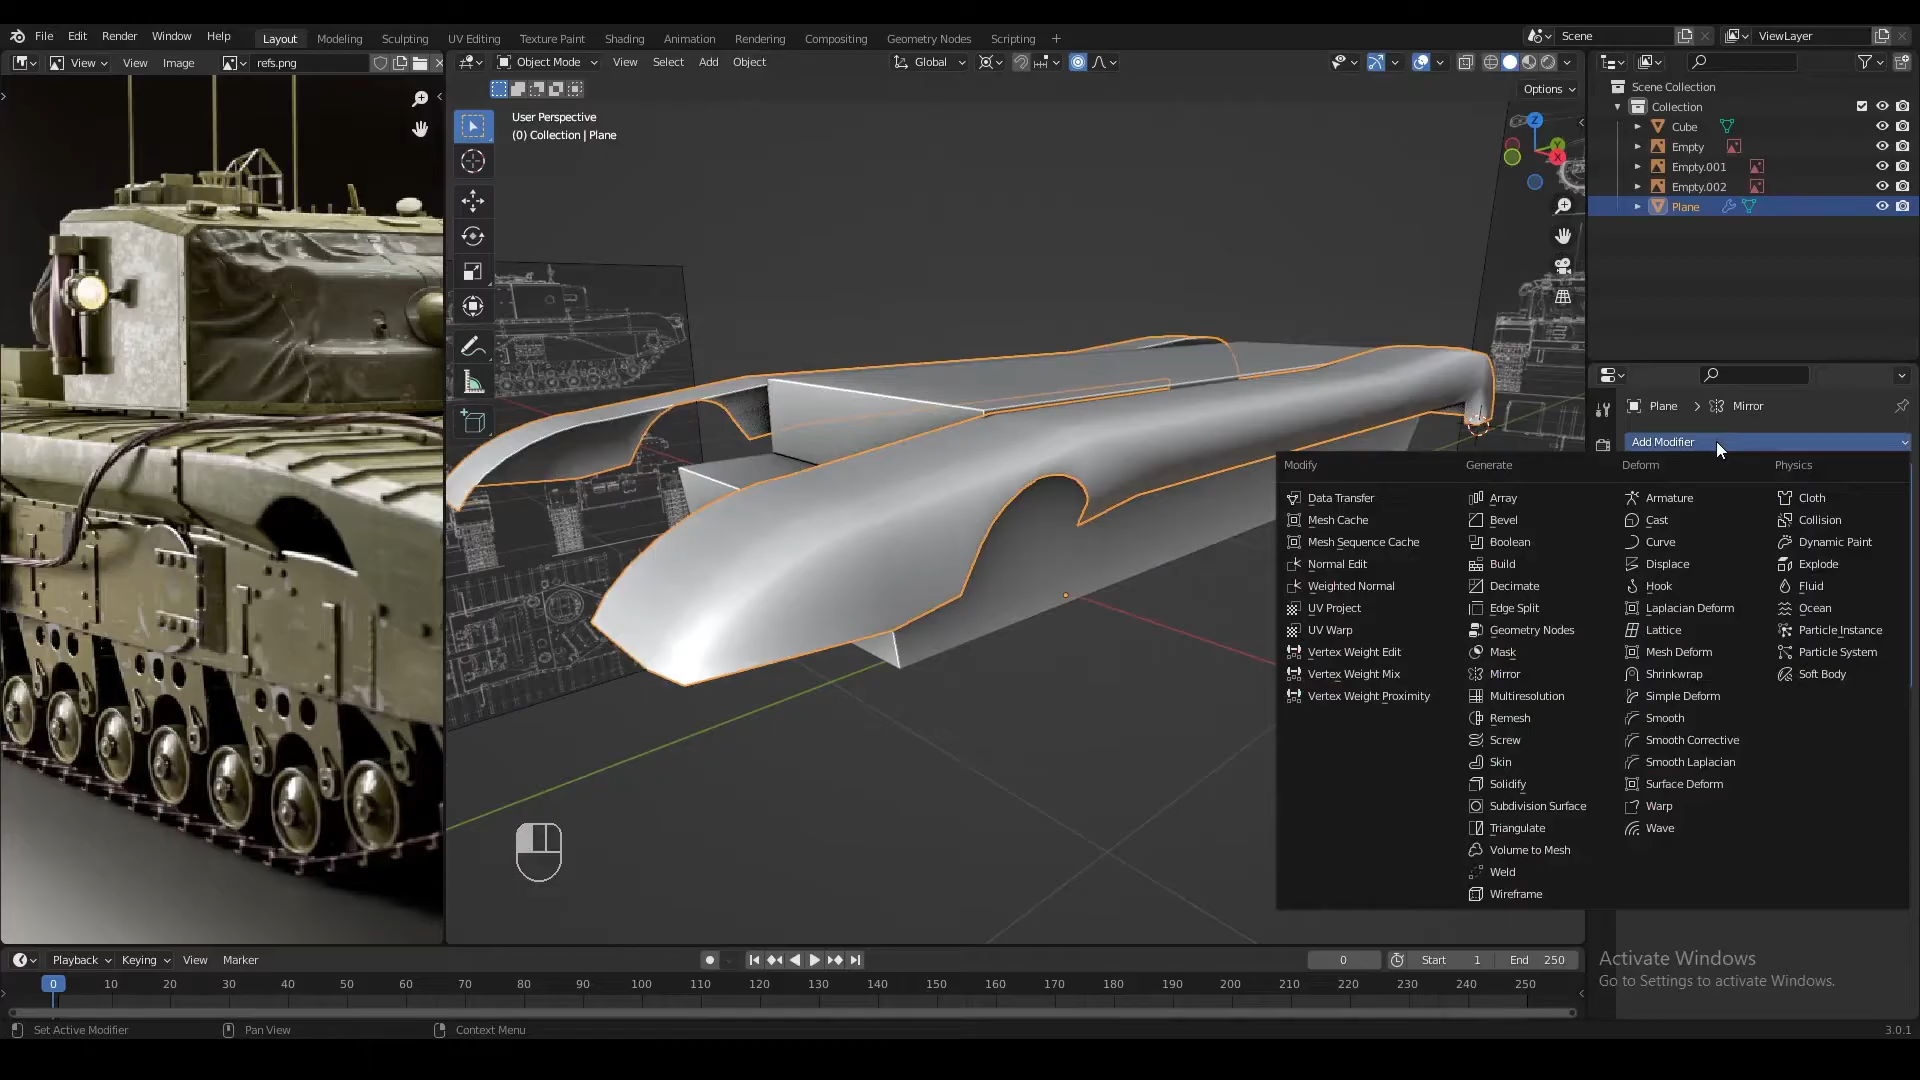 File Edit Render Window Help Layout Modeling Sculpting UV Editing Texture Paint Shading Animation Rendering Compositing Geometry Nodes Scripting + Scene ViewLayer
View View Image refs.png Object Mode View Select Add Object Global
Options
User Perspective
(0) Collection | Plane
Scene Collection
Collection
Cube
Empty
Empty.001
Empty.002
Plane
Z
Y
X
Plane > Mirror
Add Modifier
Modify Generate Deform Physics
Data Transfer Array Armature Cloth
Mesh Cache Bevel Cast Collision
Mesh Sequence Cache Boolean Curve Dynamic Paint
Normal Edit Build Displace Explode
Weighted Normal Decimate Hook Fluid
UV Project Edge Split Laplacian Deform Ocean
UV Warp Geometry Nodes Lattice Particle Instance
Vertex Weight Edit Mask Mesh Deform Particle System
Vertex Weight Mix Mirror Shrinkwrap Soft Body
Vertex Weight Proximity Multiresolution Simple Deform
Remesh Smooth
Screw Smooth Corrective
Skin Smooth Laplacian
Solidify Surface Deform
Subdivision Surface Warp
Triangulate Wave
Volume to Mesh
Weld
Wireframe
Activate Windows
Go to Settings to activate Windows.
Playback Keying View Marker 0 Start 1 End 250
0 10 20 30 40 50 60 70 80 90 100 110 120 130 140 150 160 170 180 190 200 210 220 230 240 250
Set Active Modifier Pan View Context Menu 3.0.1